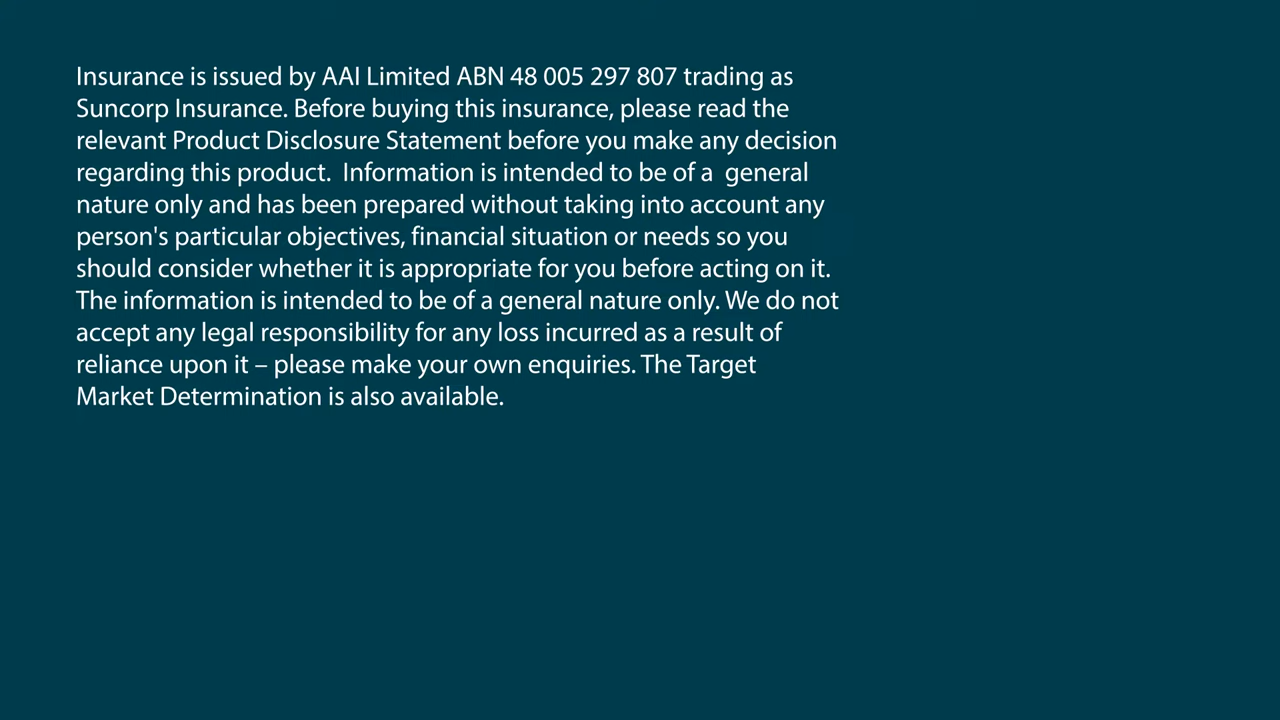 Insurance is issued by AAI Limited ABN 48 005 297 807 trading as
Suncorp Insurance. Before buying this insurance, please read the
relevant Product Disclosure Statement before you make any decision
regarding this product.  Information is intended to be of a  general
nature only and has been prepared without taking into account any
person's particular objectives, financial situation or needs so you
should consider whether it is appropriate for you before acting on it.
The information is intended to be of a general nature only. We do not
accept any legal responsibility for any loss incurred as a result of
reliance upon it – please make your own enquiries. The Target
Market Determination is also available.